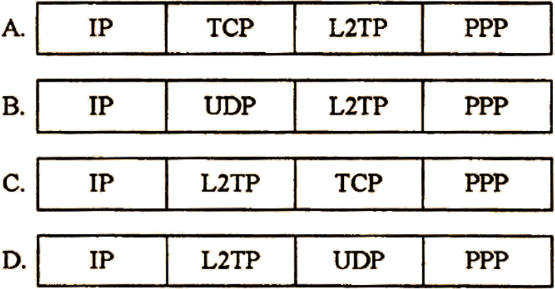 A. IP TCP L2TP PPP
B. IP UDP L2TP PPP
C. IP L2TP TCP PPP
D. IP L2TP UDP PPP